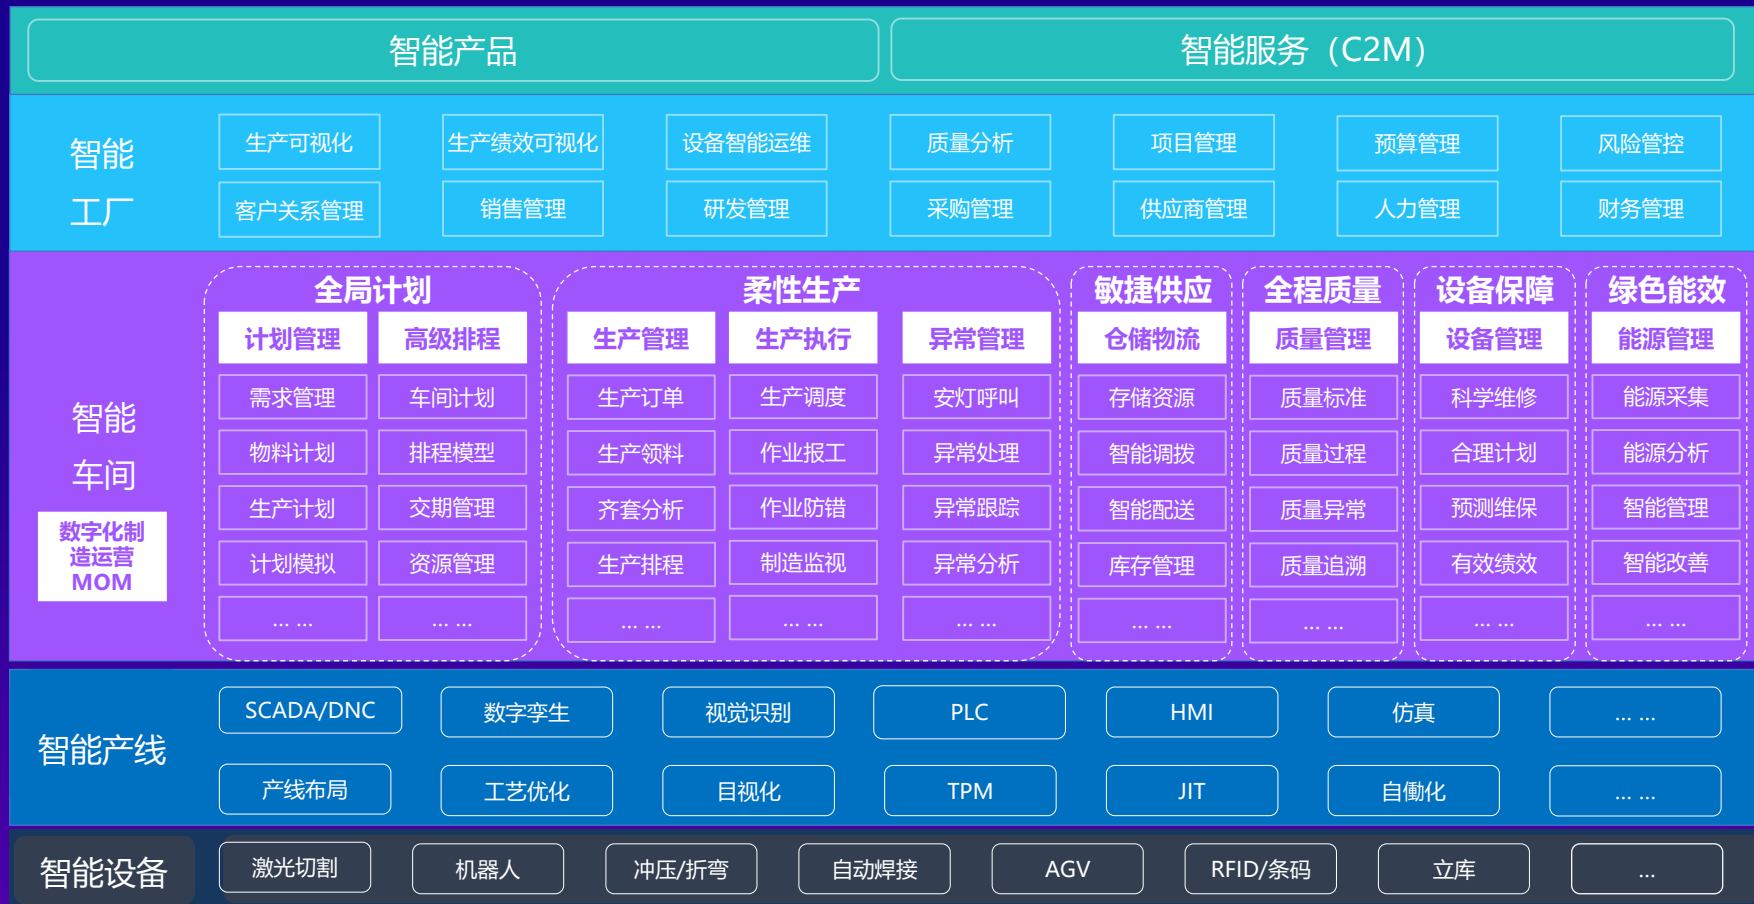 智能产品
智能服务（C2M）
智能
工厂
生产可视化
生产绩效可视化
设备智能运维
质量分析
项目管理
预算管理
风险管控
客户关系管理
销售管理
研发管理
采购管理
供应商管理
人力管理
财务管理
智能
车间
数字化制
造运营
MOM
全局计划
计划管理
高级排程
需求管理
车间计划
物料计划
排程模型
生产计划
交期管理
计划模拟
资源管理
... ...
... ...
柔性生产
生产管理
生产执行
异常管理
生产订单
生产调度
安灯呼叫
生产领料
作业报工
异常处理
齐套分析
作业防错
异常跟踪
生产排程
制造监视
异常分析
... ...
... ...
... ...
敏捷供应
仓储物流
存储资源
智能调拨
智能配送
库存管理
... ...
全程质量
质量管理
质量标准
质量过程
质量异常
质量追溯
... ...
设备保障
设备管理
科学维修
合理计划
预测维保
有效绩效
... ...
绿色能效
能源管理
能源采集
能源分析
智能管理
智能改善
... ...
智能产线
SCADA/DNC
数字孪生
视觉识别
PLC
HMI
仿真
... ...
产线布局
工艺优化
目视化
TPM
JIT
自働化
... ...
智能设备
激光切割
机器人
冲压/折弯
自动焊接
AGV
RFID/条码
立库
...